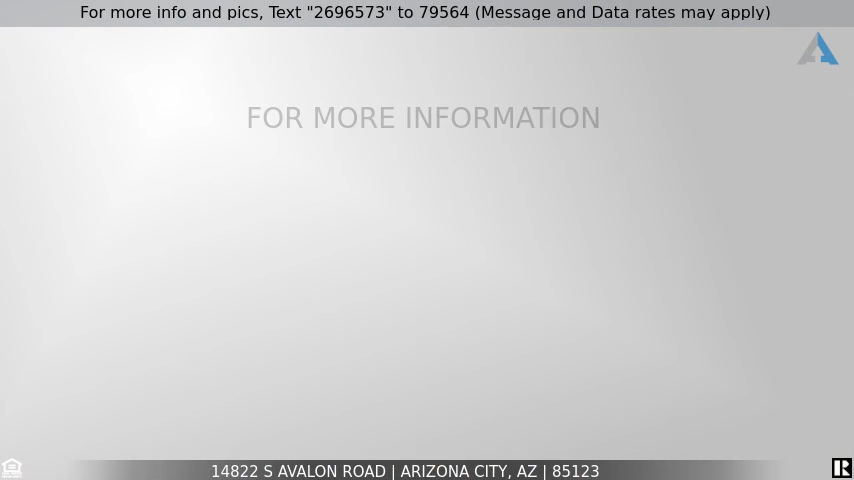 For more info and pics, Text "2696573" to 79564 (Message and Data rates may apply)
FOR MORE INFORMATION
14822 S AVALON ROAD | ARIZONA CITY, AZ | 85123